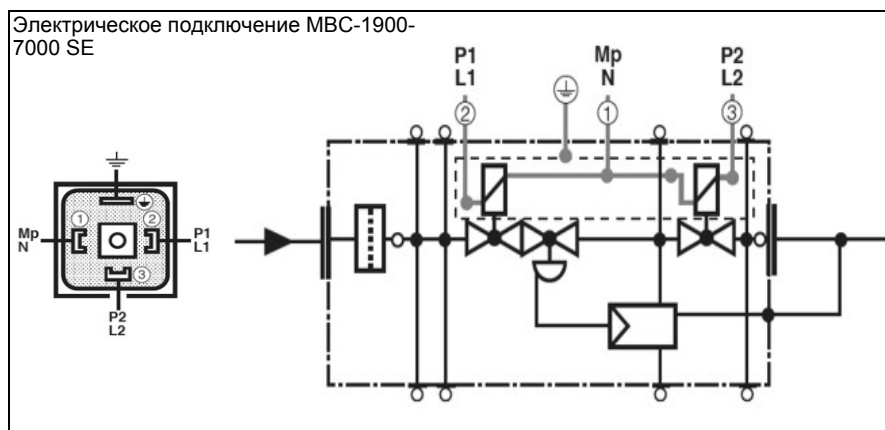 Электрическое подключение MBC-1900-
7000 SE
P1
L1
Mp
N
P2
L2
2
1
3
1
2
3
Mp
N
P1
L1
P2
L2